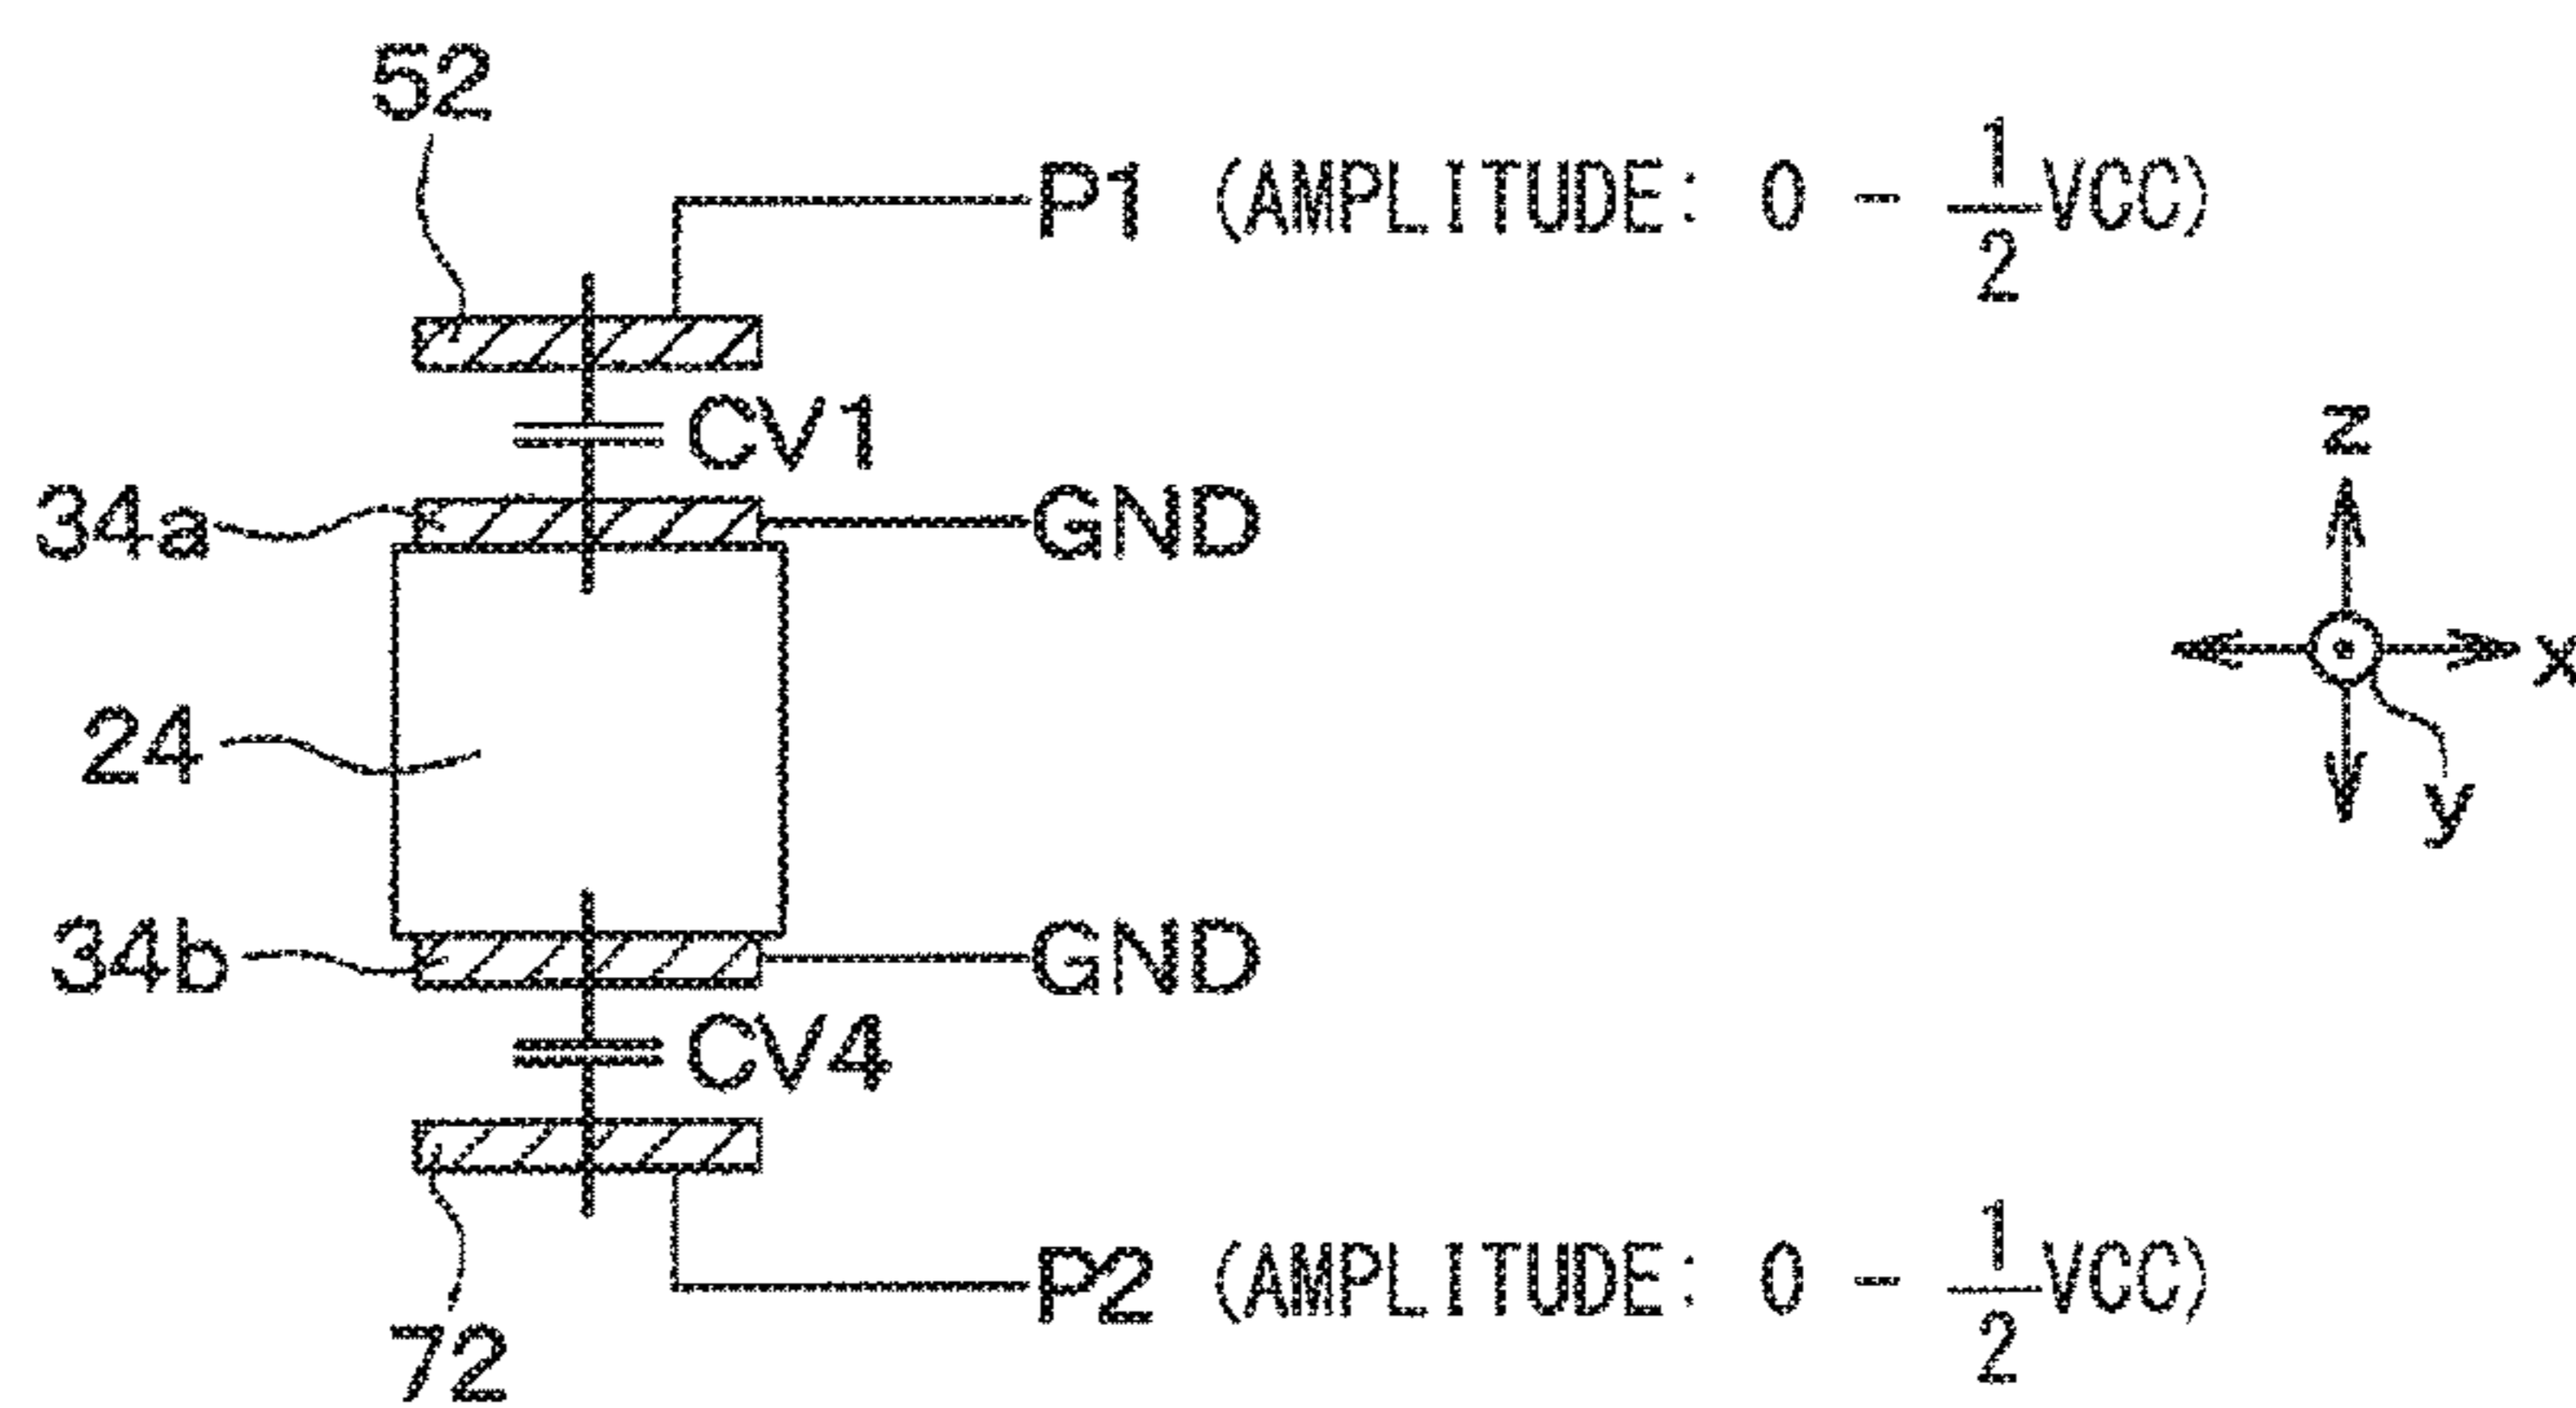 52
P1 (AMPLITUDE: 0 - 1/2 VCC)
CV1
z
34a
GND
x
24
y
34b
GND
CV4
P2 (AMPLITUDE: 0 - 1/2 VCC)
72